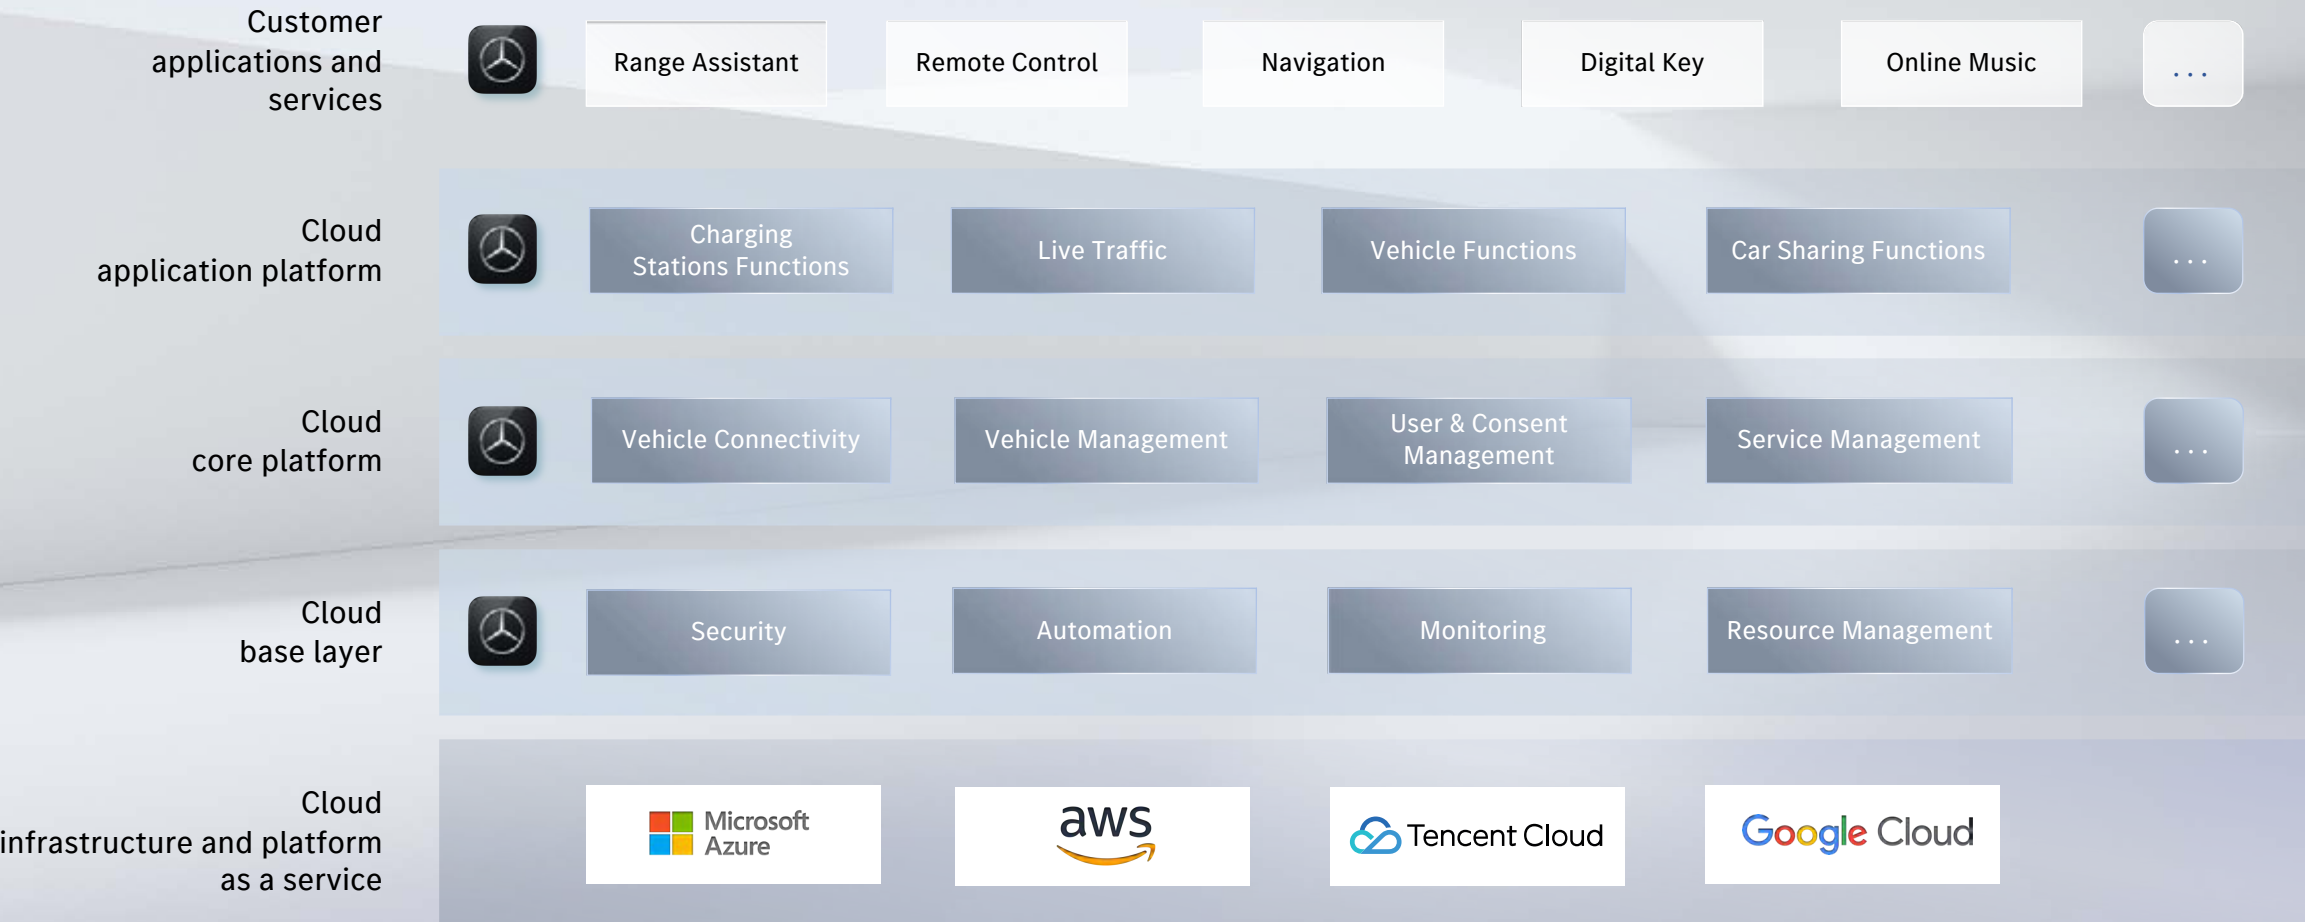 Customer
applications and
services
Range Assistant
Remote Control
Navigation
Digital Key
Online Music
...
Cloud
application platform
Charging
Stations Functions
Live Traffic
Vehicle Functions
Car Sharing Functions
...
Cloud
core platform
Vehicle Connectivity
Vehicle Management
User & Consent
Management
Service Management
...
Cloud
base layer
Security
Automation
Monitoring
Resource Management
...
Cloud
infrastructure and platform
as a service
Microsoft
Azure
aws
Tencent Cloud
Google Cloud